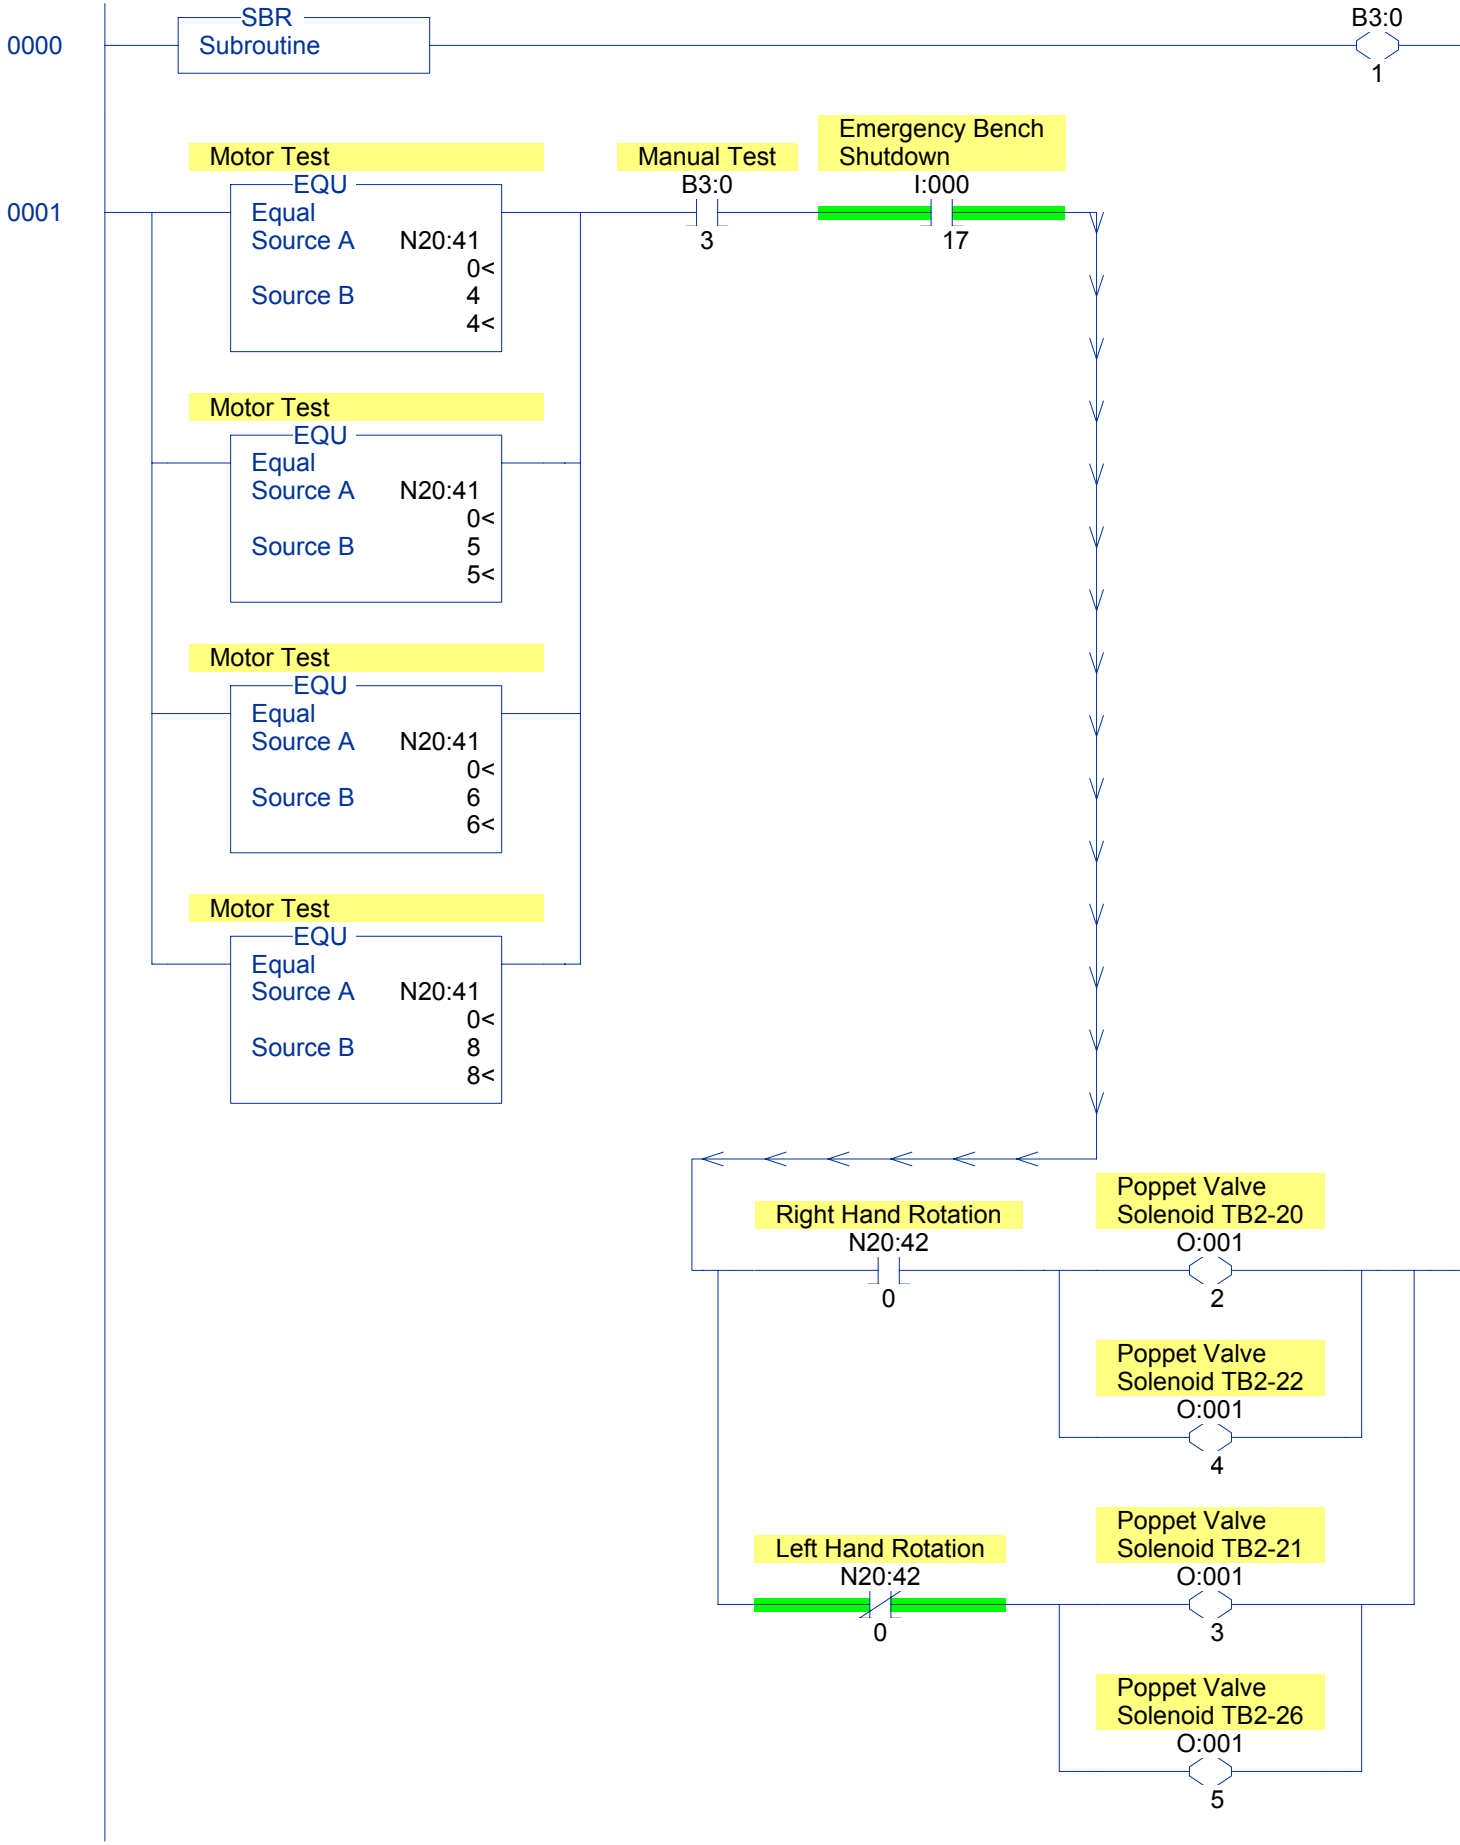 SBR
Subroutine
0000
B3:0
1
0001
Motor Test
EQU
Equal
Source A N20:41
0<
Source B 4
4<
Manual Test
B3:0
3
Emergency Bench
Shutdown
I:000
17
Motor Test
EQU
Equal
Source A N20:41
0<
Source B 5
5<
Motor Test
EQU
Equal
Source A N20:41
0<
Source B 6
6<
Motor Test
EQU
Equal
Source A N20:41
0<
Source B 8
8<
Right Hand Rotation
N20:42
0
Poppet Valve
Solenoid TB2-20
O:001
2
Poppet Valve
Solenoid TB2-22
O:001
4
Left Hand Rotation
N20:42
0
Poppet Valve
Solenoid TB2-21
O:001
3
Poppet Valve
Solenoid TB2-26
O:001
5